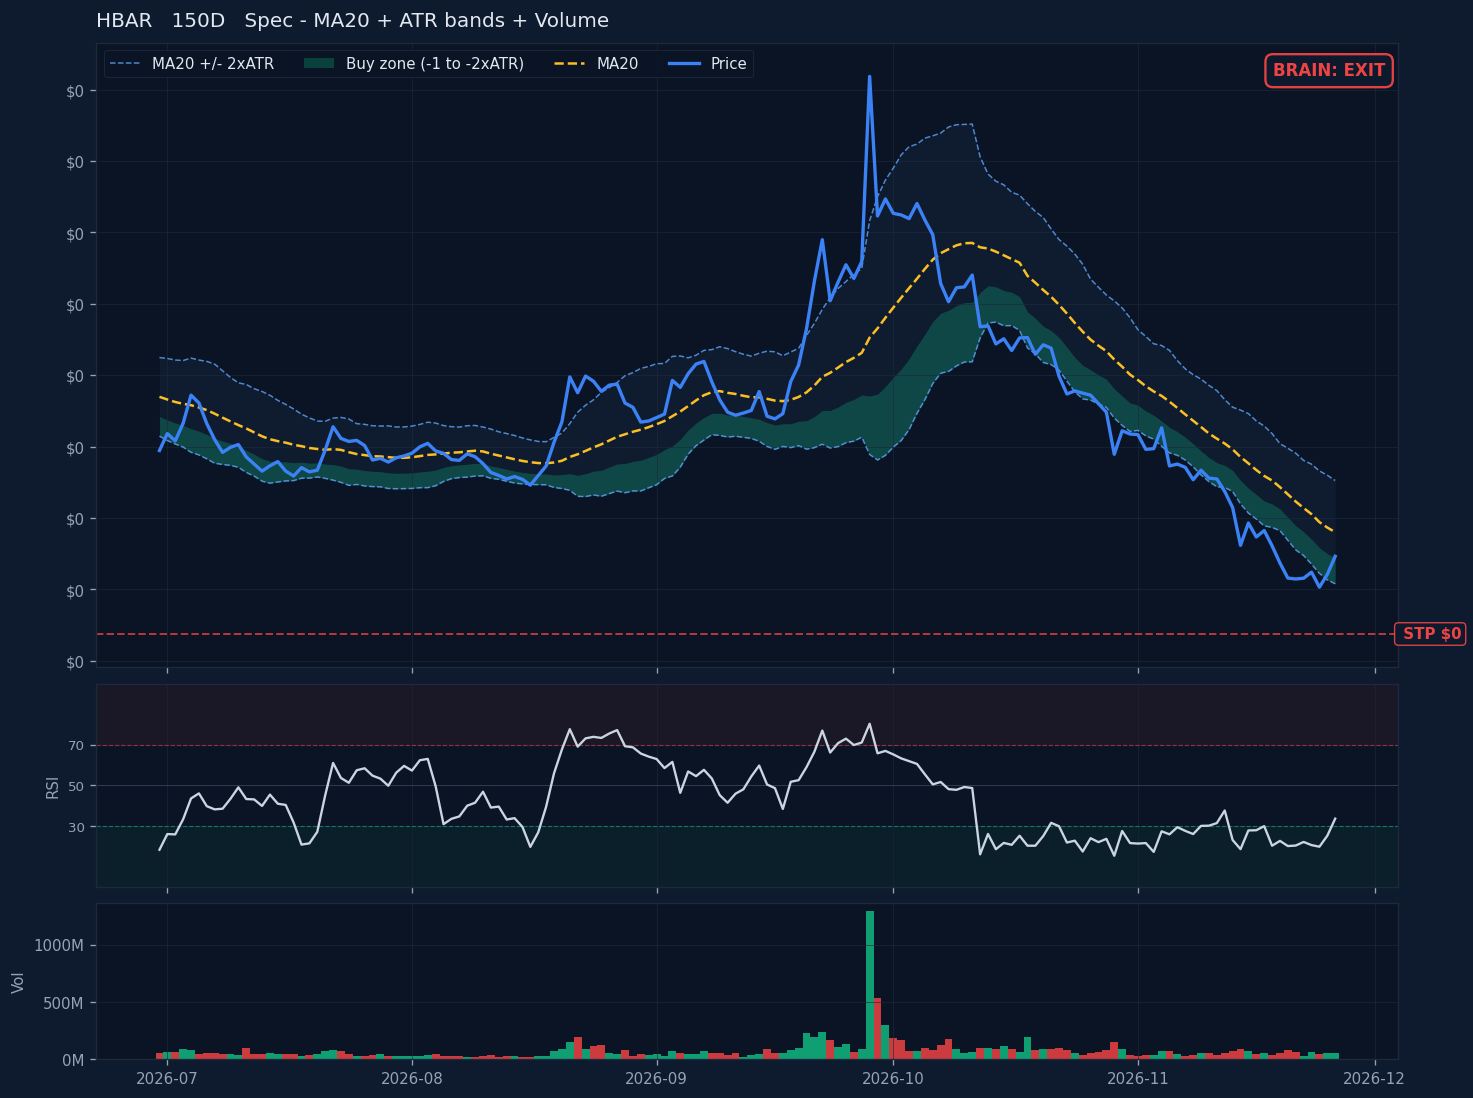 HBAR   150D   Spec - MA20 + ATR bands + Volume
MA20 +/- 2xATR
Buy zone (-1 to -2xATR)
MA20
Price
BRAIN: EXIT
$0
$0
$0
$0
$0
$0
$0
$0
$0
STP $0
RSI
70
50
30
Vol
1000M
500M
0M
2026-07
2026-08
2026-09
2026-10
2026-11
2026-12